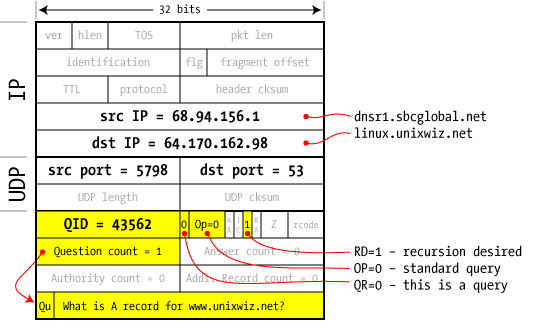 32 bits
ver hlen TOS pkt len
identification flg fragment offset
TTL protocol header cksum
IP
src IP = 68.94.156.1
dnsr1.sbcglobal.net
dst IP = 64.170.162.98
linux.unixwiz.net
UDP
src port = 5798 dst port = 53
UDP length UDP cksum
QID = 43562 0 Op=0 AA TC 1 RA Z rcode
Question count = 1 Answer count = 0
RD=1 – recursion desired
Authority count = 0 Addl. Record count = 0
OP=0 – standard query
QR=0 – this is a query
Qu What is A record for www.unixwiz.net?